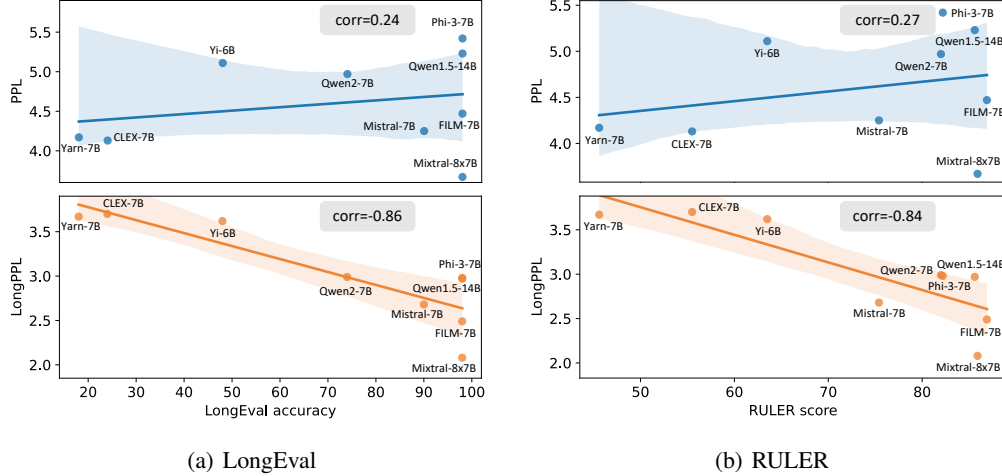 corr=0.24
Phi-3-7B
5.5
Yi-6B
Qwen1.5-14B
5.0
Qwen2-7B
PPL
4.5
FILM-7B
Mistral-7B
Yarn-7B
CLEX-7B
4.0
Mixtral-8x7B
CLEX-7B
corr=-0.86
3.5
Yarn-7B
Yi-6B
LongPPL
3.0
Phi-3-7B
Qwen2-7B
Qwen1.5-14B
2.5
Mistral-7B
FILM-7B
2.0
Mixtral-8x7B
20 30 40 50 60 70 80 90 100
LongEval accuracy
(a) LongEval
corr=0.27
Phi-3-7B
5.5
Yi-6B
Qwen1.5-14B
5.0
Qwen2-7B
PPL
4.5
FILM-7B
Yarn-7B
CLEX-7B
Mistral-7B
4.0
Mixtral-8x7B
CLEX-7B
corr=-0.84
3.5
Yarn-7B
Yi-6B
LongPPL
3.0
Qwen2-7B
Qwen1.5-14B
Phi-3-7B
2.5
Mistral-7B
FILM-7B
2.0
Mixtral-8x7B
50 60 70 80
RULER score
(b) RULER